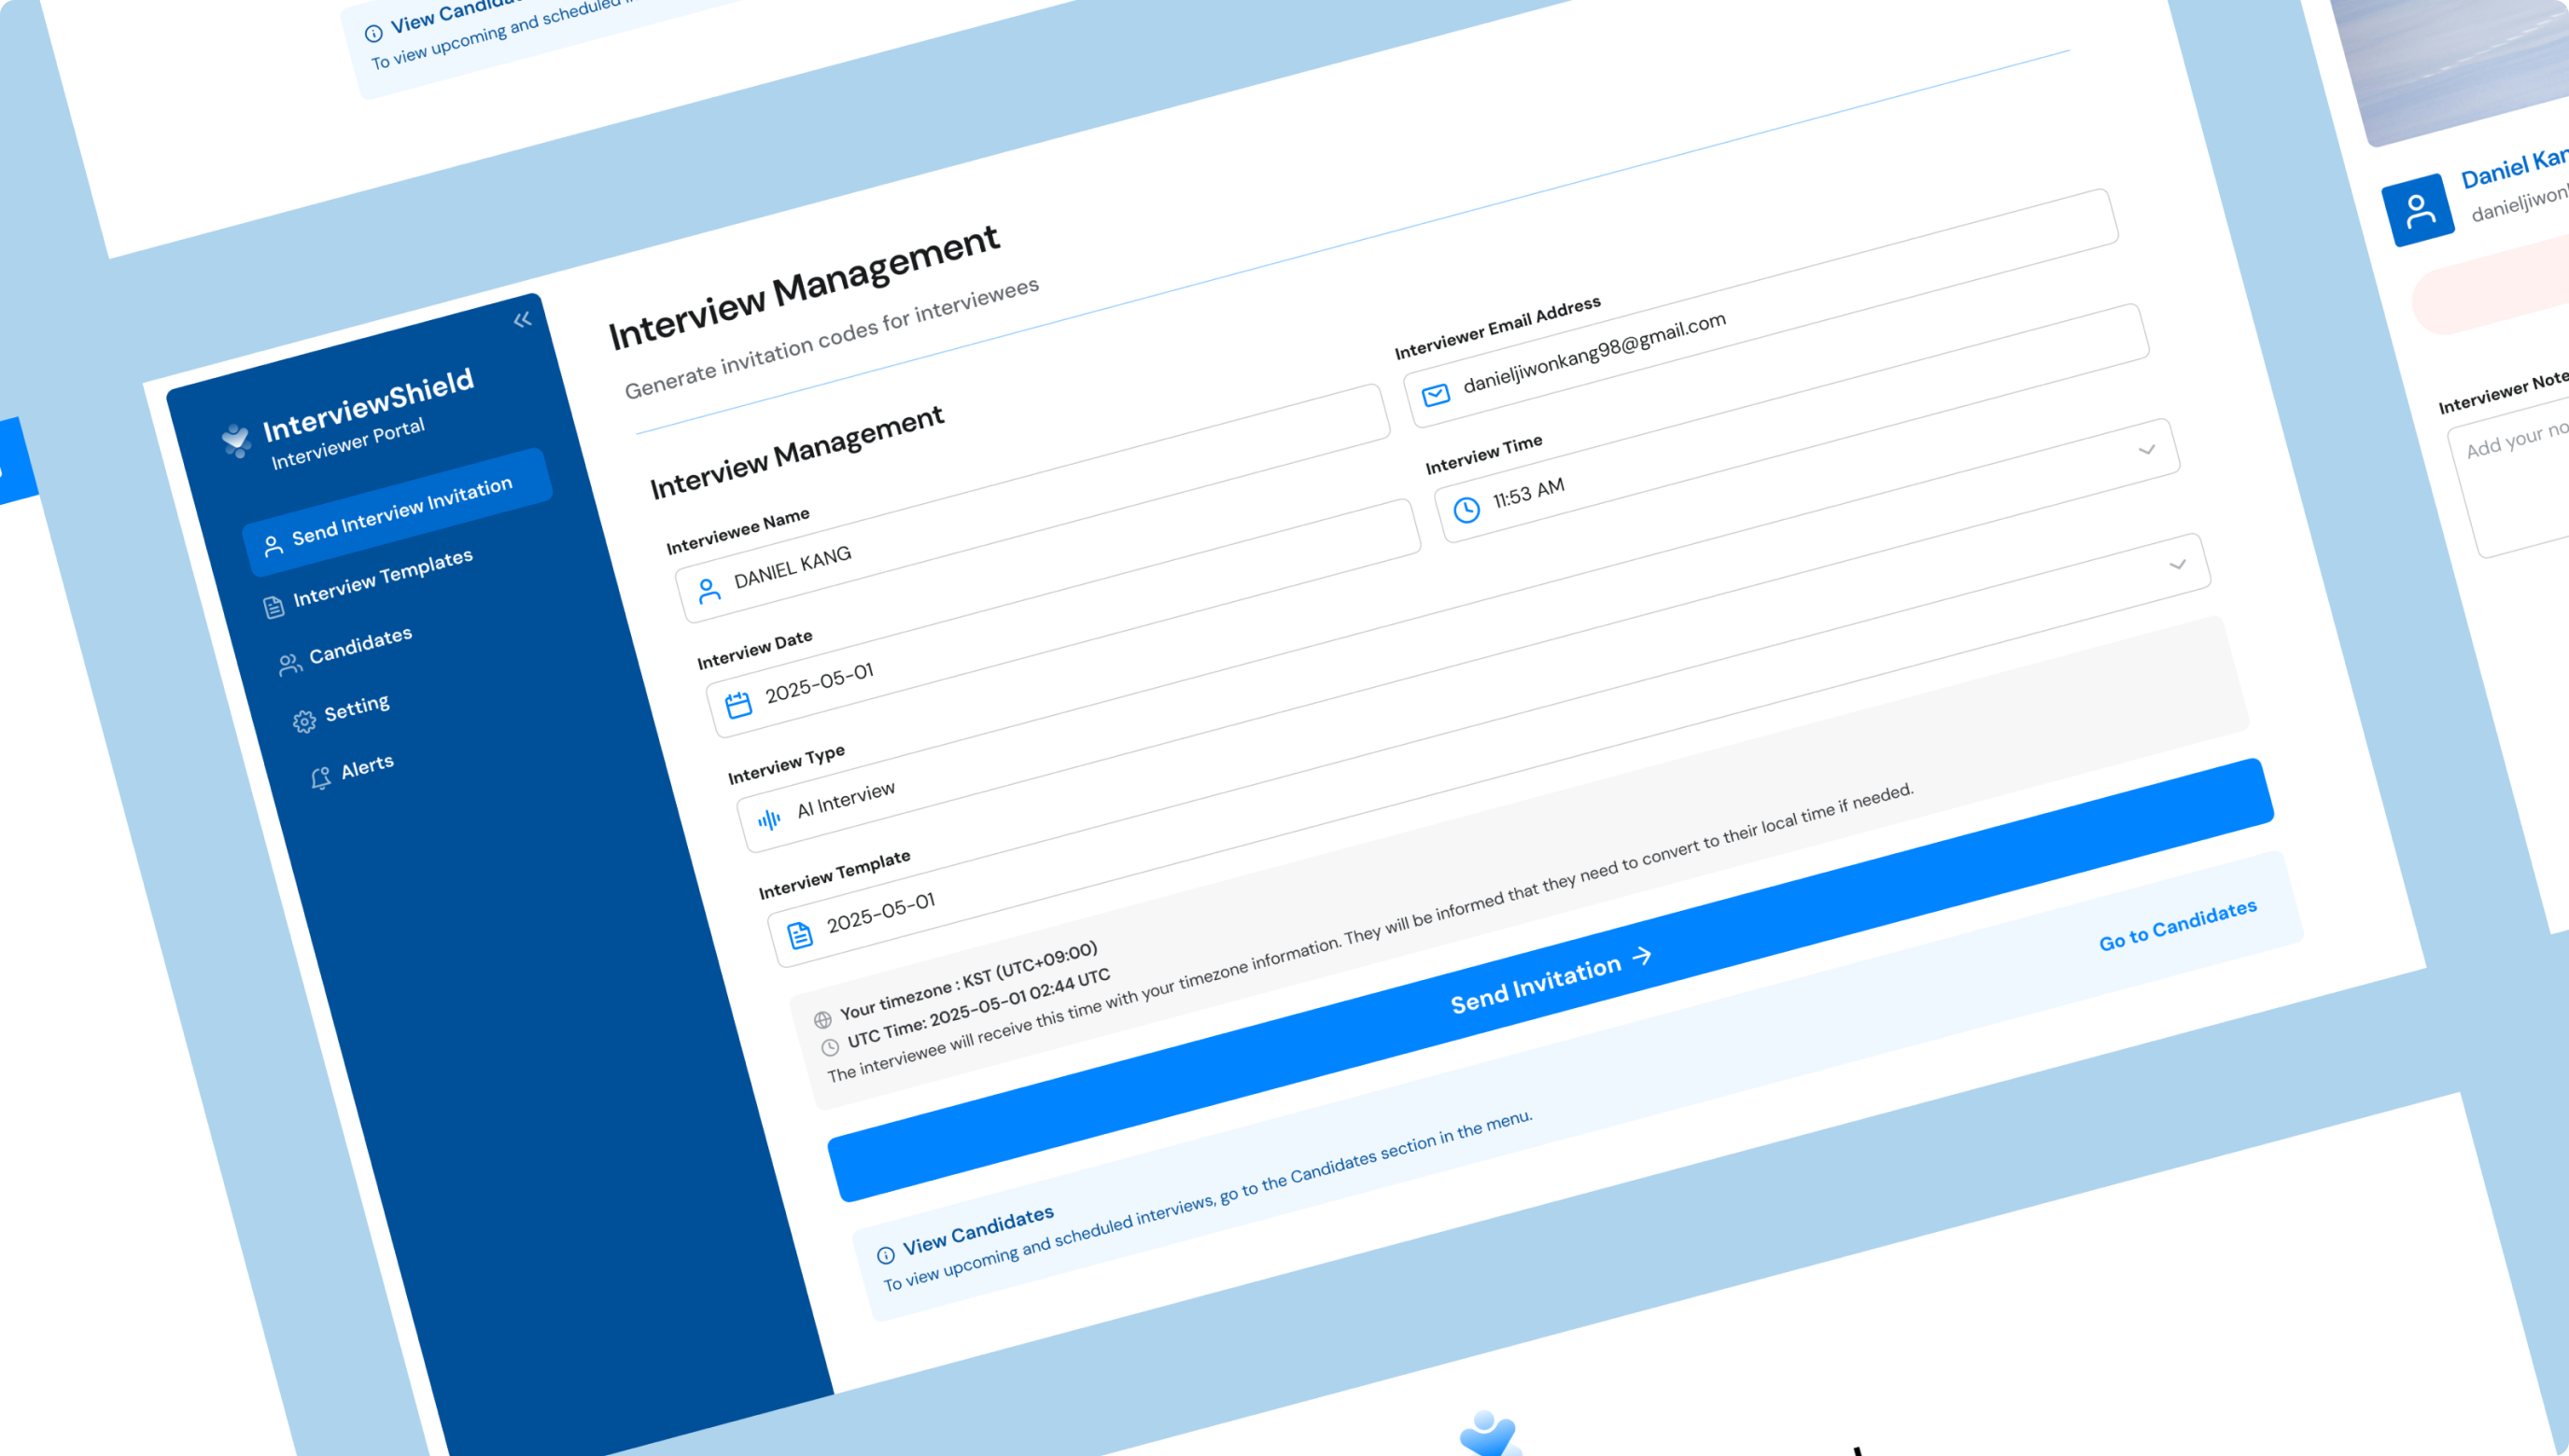 View Candida
To view upcoming and scheduled i
InterviewShield
Interviewer Portal
Send Interview Invitation
Interview Templates
Candidates
Setting
Alerts
Interview Management
Generate invitation codes for interviewees
Interview Management
Interviewee Name
DANIEL KANG
Interviewer Email Address
danieljiwonkang98@gmail.com
Interview Date
2025-05-01
Interview Time
11:53 AM
Interview Type
AI Interview
Interview Template
2025-05-01
Your timezone : KST (UTC+09:00)
UTC Time: 2025-05-01 02:44 UTC
The interviewee will receive this time with your timezone information. They will be informed that they need to convert to their local time if needed.
Send Invitation →
View Candidates
To view upcoming and scheduled interviews, go to the Candidates section in the menu.
Go to Candidates
Daniel Kan
danieljiwon
Interviewer Note
Add your no